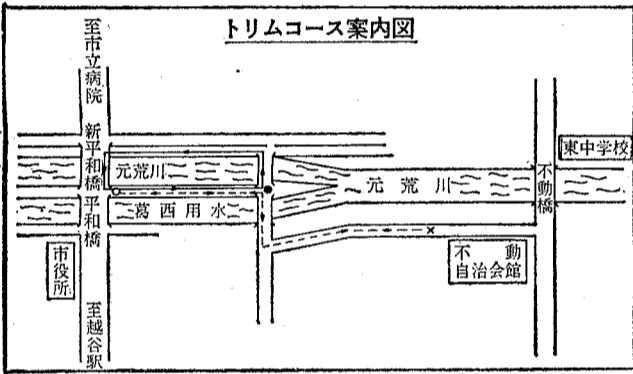 トリムコース案内図
至市立病院
新平和橋
平和橋
元荒川
葛西用水
元荒川
不動橋
東中学校
市役所
不動
自治会館
至越谷駅